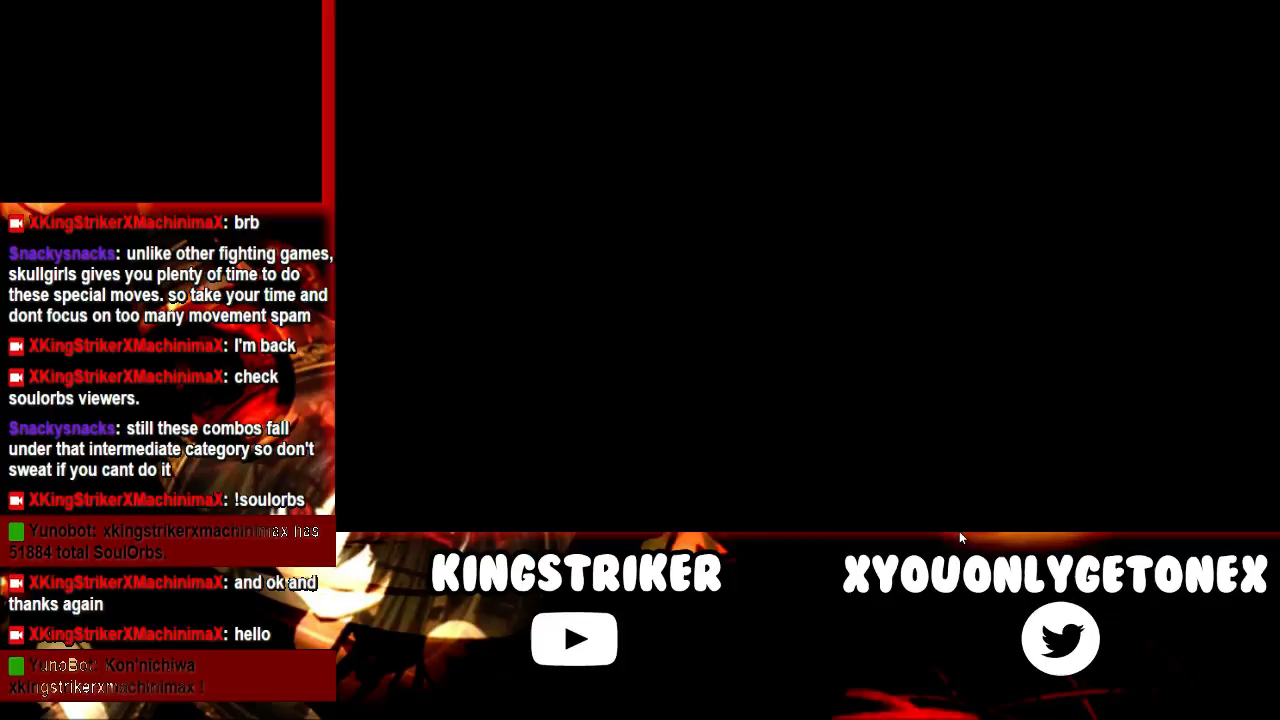 XKingStrikerXMachinimaX: brb
Snackysnacks: unlike other fighting games,
skullgirls gives you plenty of time to do
these special moves. so take your time and
dont focus on too many movement spam
XKingStrikerXMachinimaX: I'm back
XKingStrikerXMachinimaX: check
soulorbs viewers.
Snackysnacks: still these combos fall
under that intermediate category so don't
sweat if you cant do it
XKingStrikerXMachinimaX: !soulorbs
Yunobot: xkingstrikerxmachinimax has
51884 total SoulOrbs.
XKingStrikerXMachinimaX: and ok and
thanks again
XKingStrikerXMachinimaX: hello
YunoBot: Kon'nichiwa
xkingstrikerxmachinimax !
KINGSTRIKER
XYOUONLYGETONEX